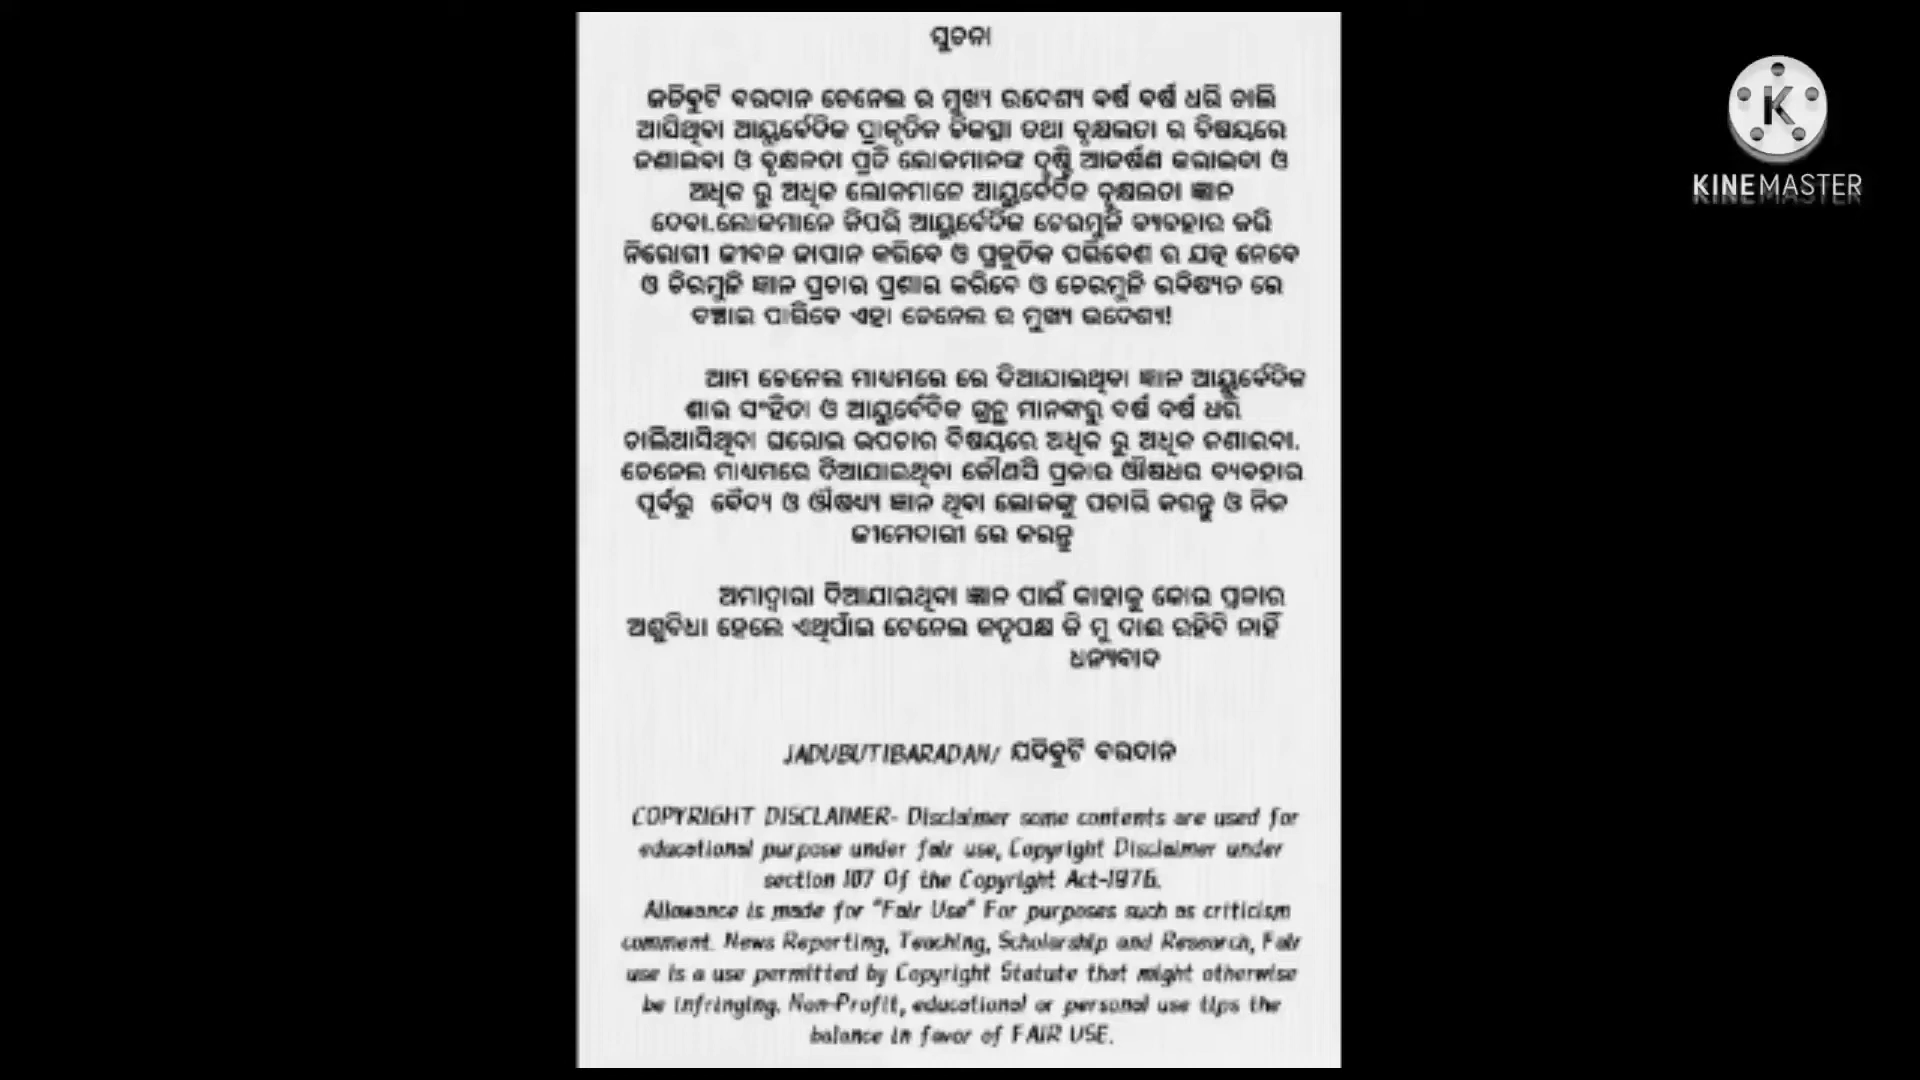 ସୁଚନା
ଜଡିବୁଟି ବରଦାନ ଚେନେଲ ର ମୁଖ୍ୟ ଉଦେଶ୍ୟ ବର୍ଷ ବର୍ଷ ଧରି ଚାଲି
ଆସିଥିବା ଆୟୁର୍ବେଦିକ ପ୍ରାକୃତିକ ଚିକତ୍ସା ତଥା ବୃକ୍ଷଲତା ର ବିଷୟରେ
ଜଣାଇବା ଓ ବୃକ୍ଷଲତା ପ୍ରତି ଲୋକମାନଙ୍କ ଦୃଷ୍ଟି ଆକର୍ଷଣ କରାଇବା ଓ
ଅଧିକ ରୁ ଅଧିକ ଲୋକମାନେ ଆୟୁର୍ବେଦିକ ବୃକ୍ଷଲତା ଜ୍ଞାନ
ଦେବା.ଲୋକମାନେ କିପରି ଆୟୁର୍ବେଦିକ ଚେରମୁଳି ବ୍ୟବହାର କରି
ନିରୋଗୀ ଜୀବନ ଜାପାନ କରିବେ ଓ ପ୍ରକୁତିକ ପରିବେଶ ର ଯତ୍ନ ନେବେ
ଓ ଚିରମୁଳି ଜ୍ଞାନ ପ୍ରଚାର ପ୍ରଶାର କରିବେ ଓ ଚେରମୁଳି ଭବିଷ୍ୟତ ରେ
ବଞ୍ଚାଇ ପାରିବେ ଏହା ଚେନେଲ ର ମୁଖ୍ୟ ଉଦେଶ୍ୟ!
ଆମ ଚେନେଲ ମାଧ୍ୟମରେ ରେ ଦିଆଯାଇଥିବା ଜ୍ଞାନ ଆୟୁର୍ବେଦିକ
ଶାଉ ସଂହିତା ଓ ଆୟୁର୍ବେଦିକ ଗ୍ରନ୍ଥ ମାନଙ୍କରୁ ବର୍ଷ ବର୍ଷ ଧରି
ଚାଲିଆସିଥିବା ଘରୋଇ ଉପଚାର ବିଷୟରେ ଅଧିକ ରୁ ଅଧିକ ଜଣାଇବା.
ଚେନେଲ ମାଧ୍ୟମରେ ଦିଆଯାଇଥିବା କୌଣସି ପ୍ରକାର ଔଷଧର ବ୍ୟବହାର
ପୂର୍ବରୁ ବୈଦ୍ୟ ଓ ଔଷଧ୍ୟ ଜ୍ଞାନ ଥିବା ଲୋକଙ୍କୁ ପଚାରି କରନ୍ତୁ ଓ ନିଜ
ଜୀମେଦାରୀ ରେ କରନ୍ତୁ
ଅମାଦ୍ୱାରା ଦିଆଯାଇଥିବା ଜ୍ଞାନ ପାଇଁ କାହାକୁ କୋଇ ପ୍ରକାର
ଅଶୁବିଧା ହେଲେ ଏଥିପାଁଇ ଚେନେଲ କତୃପକ୍ଷ କି ମୁ ଦାଈ ରହିବି ନାହିଁ
ଧନ୍ୟବାଦ
JADUBUTIBARADAN/ ଯଦିବୁଟି ବରଦାନ
COPYRIGHT DISCLAIMER- Disclaimer some contents are used for
educational purpose under fair use, Copyright Disclaimer under
section 107 Of the Copyright Act-1976.
Allowance is made for "Fair Use" For purposes such as criticism
comment. News Reporting, Teaching, Scholarship and Research, Fair
use is a use permitted by Copyright Statute that might otherwise
be infringing. Non-Profit, educational or personal use tips the
balance in favor of FAIR USE.
K
KINEMASTER